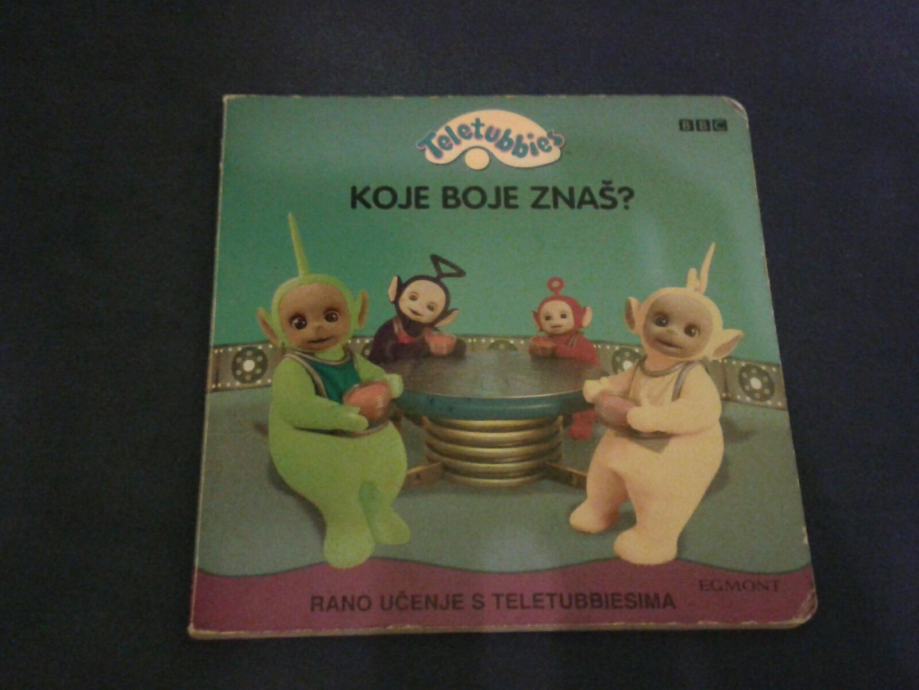 Teletubbies
BBC
KOJE BOJE ZNAŠ?
EGMONT
RANO UČENJE S TELETUBBIESIMA